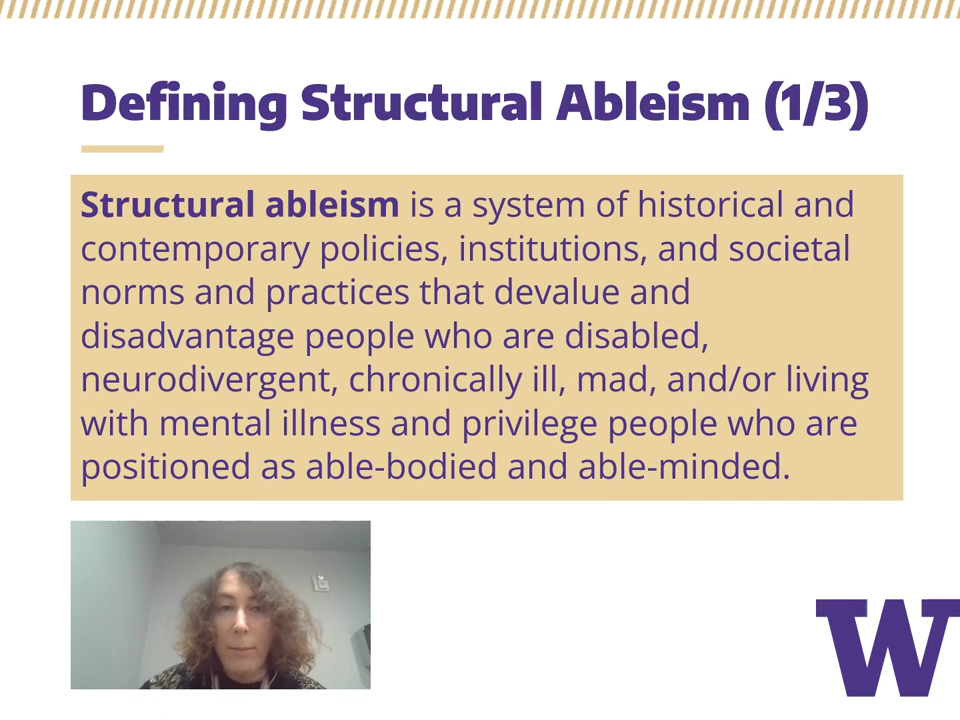 Defining Structural Ableism (1/3)
Structural ableism is a system of historical and
contemporary policies, institutions, and societal
norms and practices that devalue and
disadvantage people who are disabled,
neurodivergent, chronically ill, mad, and/or living
with mental illness and privilege people who are
positioned as able-bodied and able-minded.
W